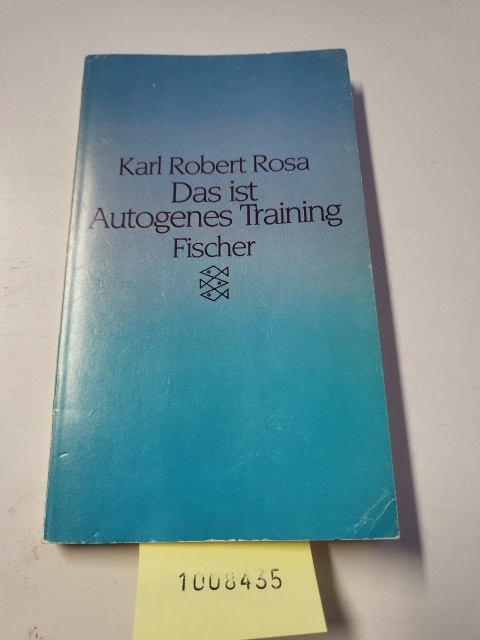 Karl Robert Rosa
Das ist
Autogenes Training
Fischer
1008435